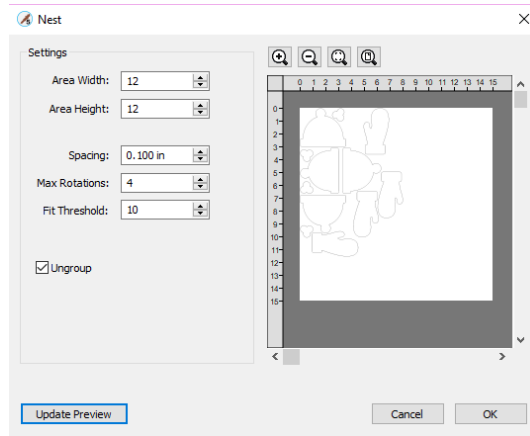 Nest
Settings
Area Width: 12
Area Height: 12
Spacing: 0.100 in
Max Rotations: 4
Fit Threshold: 10
Ungroup
0 1 2 3 4 5 6 7 8 9 10 11 12 13 14 15
0
1
2
3
4
5
6
7
8
9
10
11
12
13
14
15
Update Preview Cancel OK